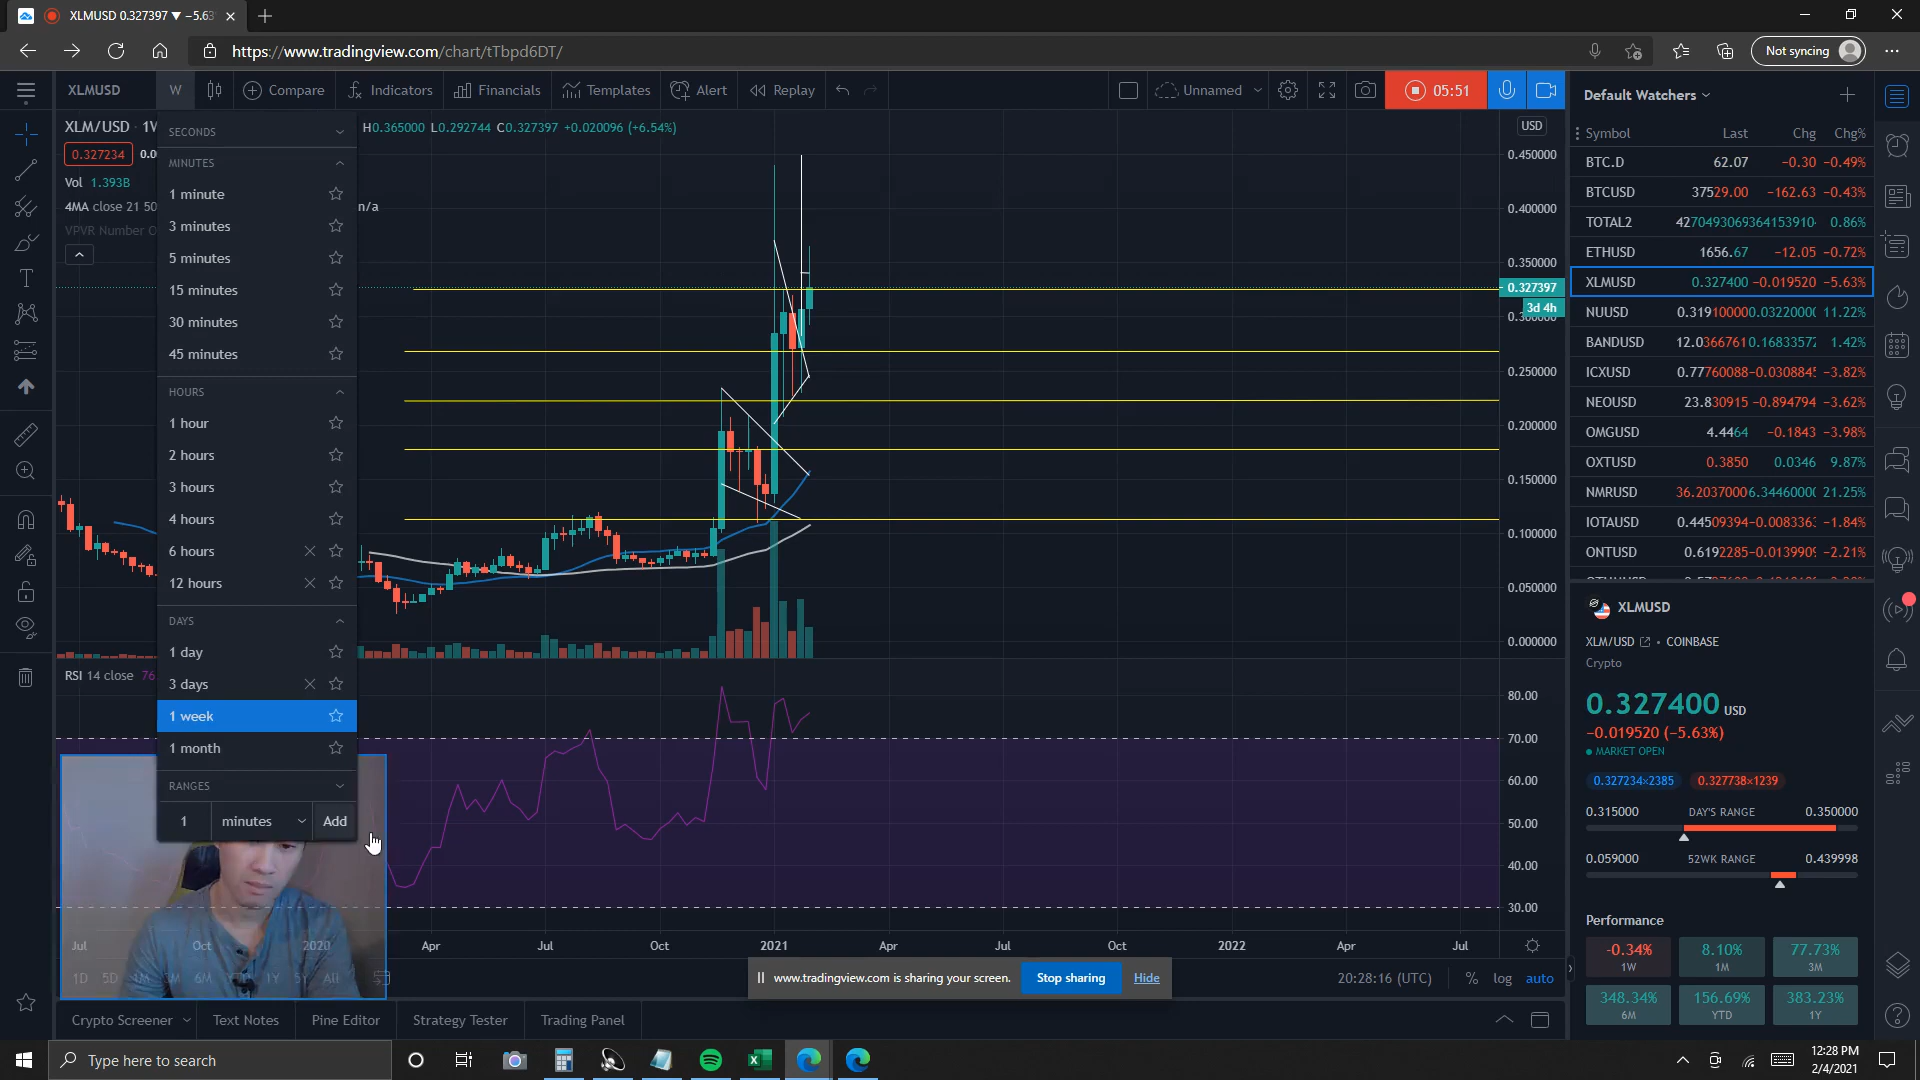 XLMUSD 0.327397 ▼ −5.63
https://www.tradingview.com/chart/tTbpd6DT/
Not syncing
XLMUSD W Compare Indicators Financials Templates Alert Replay Unnamed 05:51
Default Watchers
XLM/USD · 1W H0.365000 L0.292744 C0.327397 +0.020096 (+6.54%)
0.327234 0.0
Vol 1.393B
4MA close 21 50 n/a
VPVR Number O
SECONDS
MINUTES
1 minute
3 minutes
5 minutes
15 minutes
30 minutes
45 minutes
HOURS
1 hour
2 hours
3 hours
4 hours
6 hours
12 hours
DAYS
1 day
3 days
1 week
1 month
RANGES
1 minutes Add
RSI 14 close 76.
USD
0.450000
0.400000
0.350000
0.327397
3d 4h
0.300000
0.250000
0.200000
0.150000
0.100000
0.050000
0.000000
80.00
70.00
60.00
50.00
40.00
30.00
Jul Oct 2020 Apr Jul Oct 2021 Apr Jul Oct 2022 Apr Jul
1D 5D 1M 3M 6M YTD 1Y 5Y All
www.tradingview.com is sharing your screen. Stop sharing Hide
20:28:16 (UTC) % log auto
Crypto Screener Text Notes Pine Editor Strategy Tester Trading Panel
Symbol Last Chg Chg%
BTC.D 62.07 −0.30 −0.49%
BTCUSD 37529.00 −162.63 −0.43%
TOTAL2 4270493069364153910 0.86%
ETHUSD 1656.67 −12.05 −0.72%
XLMUSD 0.327400 −0.019520 −5.63%
NUUSD 0.319100000.0322000 11.22%
BANDUSD 12.03667610.1683357 1.42%
ICXUSD 0.77760088−0.030884 −3.82%
NEOUSD 23.830915 −0.894794 −3.62%
OMGUSD 4.4464 −0.1843 −3.98%
OXTUSD 0.3850 0.0346 9.87%
NMRUSD 36.20370006.3446000 21.25%
IOTAUSD 0.44509394−0.008336 −1.84%
ONTUSD 0.6192285−0.013990 −2.21%
XLMUSD
XLM/USD • COINBASE
Crypto
0.327400 USD
−0.019520 (−5.63%)
MARKET OPEN
0.327234×2385 0.327738×1239
0.315000 DAY'S RANGE 0.350000
0.059000 52WK RANGE 0.439998
Performance
-0.34% 8.10% 77.73%
1W 1M 3M
348.34% 156.69% 383.23%
6M YTD 1Y
Type here to search
12:28 PM
2/4/2021